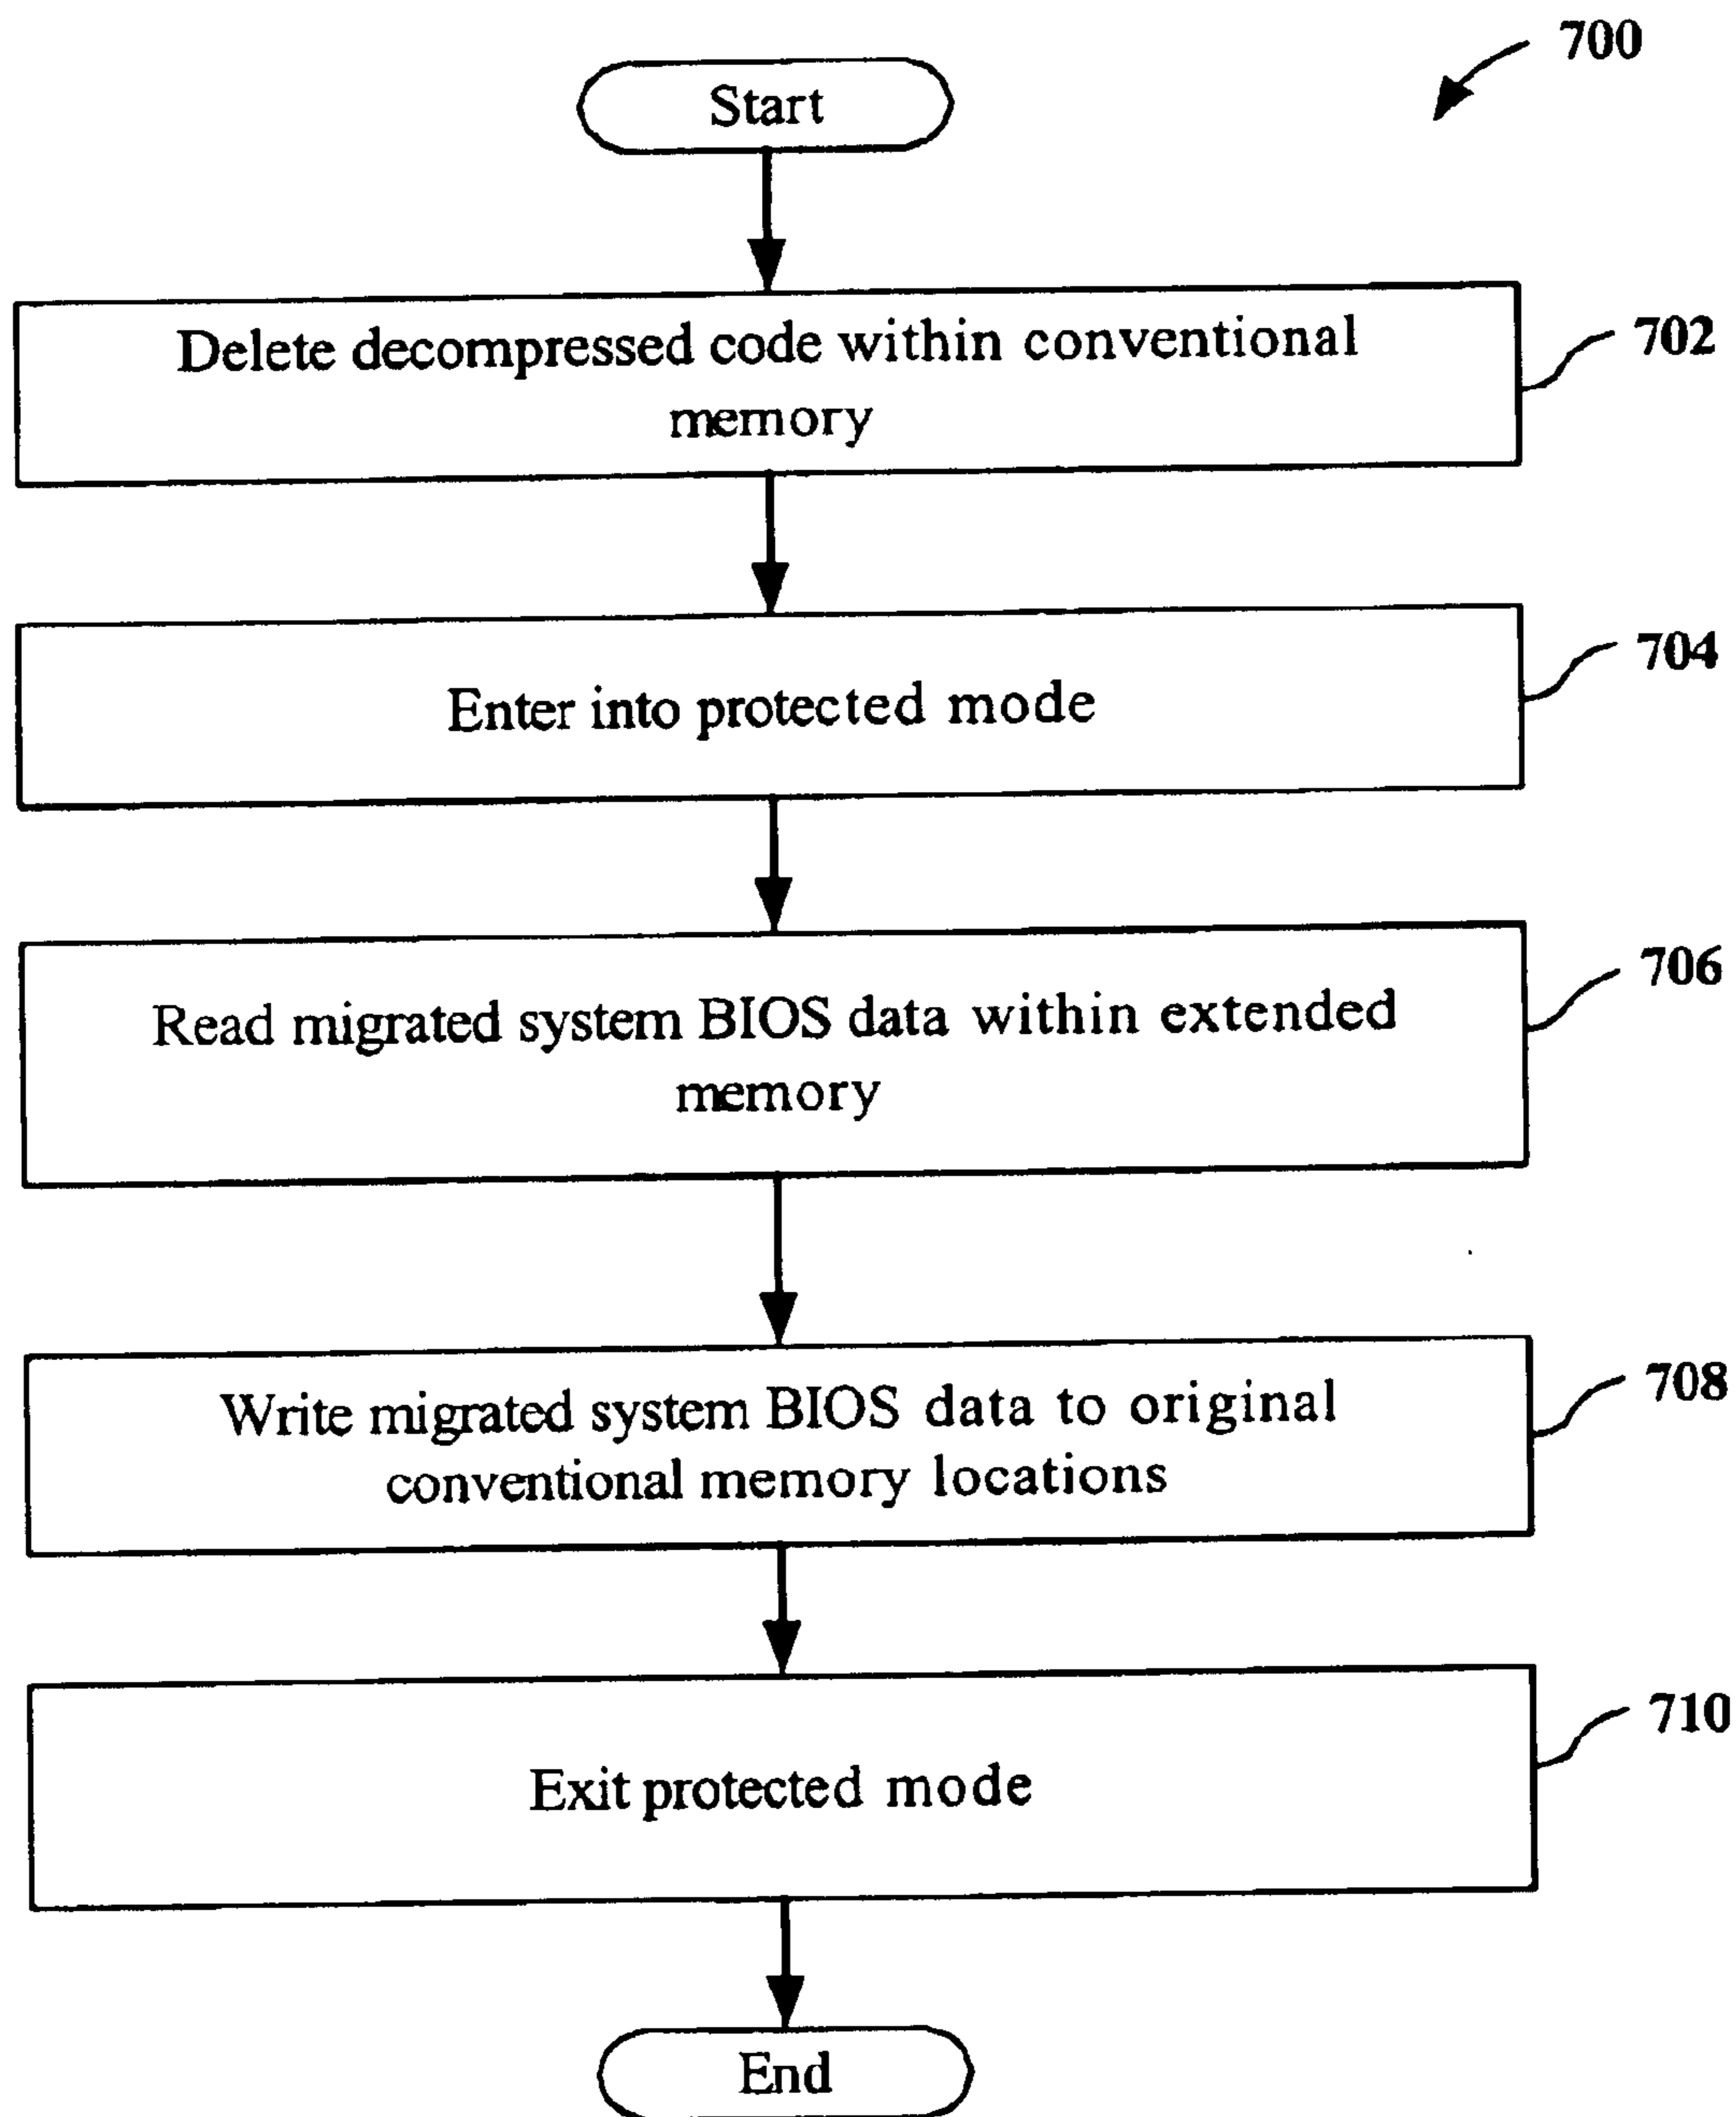 700
Start
Delete decompressed code within conventional
memory
702
Enter into protected mode
704
Read migrated system BIOS data within extended
memory
706
Write migrated system BIOS data to original
conventional memory locations
708
Exit protected mode
710
End